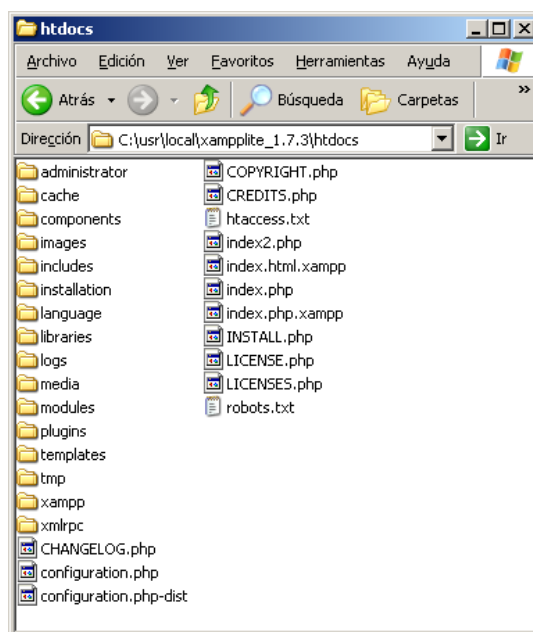 htdocs
Archivo Edición Ver Favoritos Herramientas Ayuda
Atrás Búsqueda Carpetas »
Dirección C:\usr\local\xampplite_1.7.3\htdocs Ir
administrator COPYRIGHT.php
cache CREDITS.php
components htaccess.txt
images index2.php
includes index.html.xampp
installation index.php
language index.php.xampp
libraries INSTALL.php
logs LICENSE.php
media LICENSES.php
modules robots.txt
plugins
templates
tmp
xampp
xmlrpc
CHANGELOG.php
configuration.php
configuration.php-dist